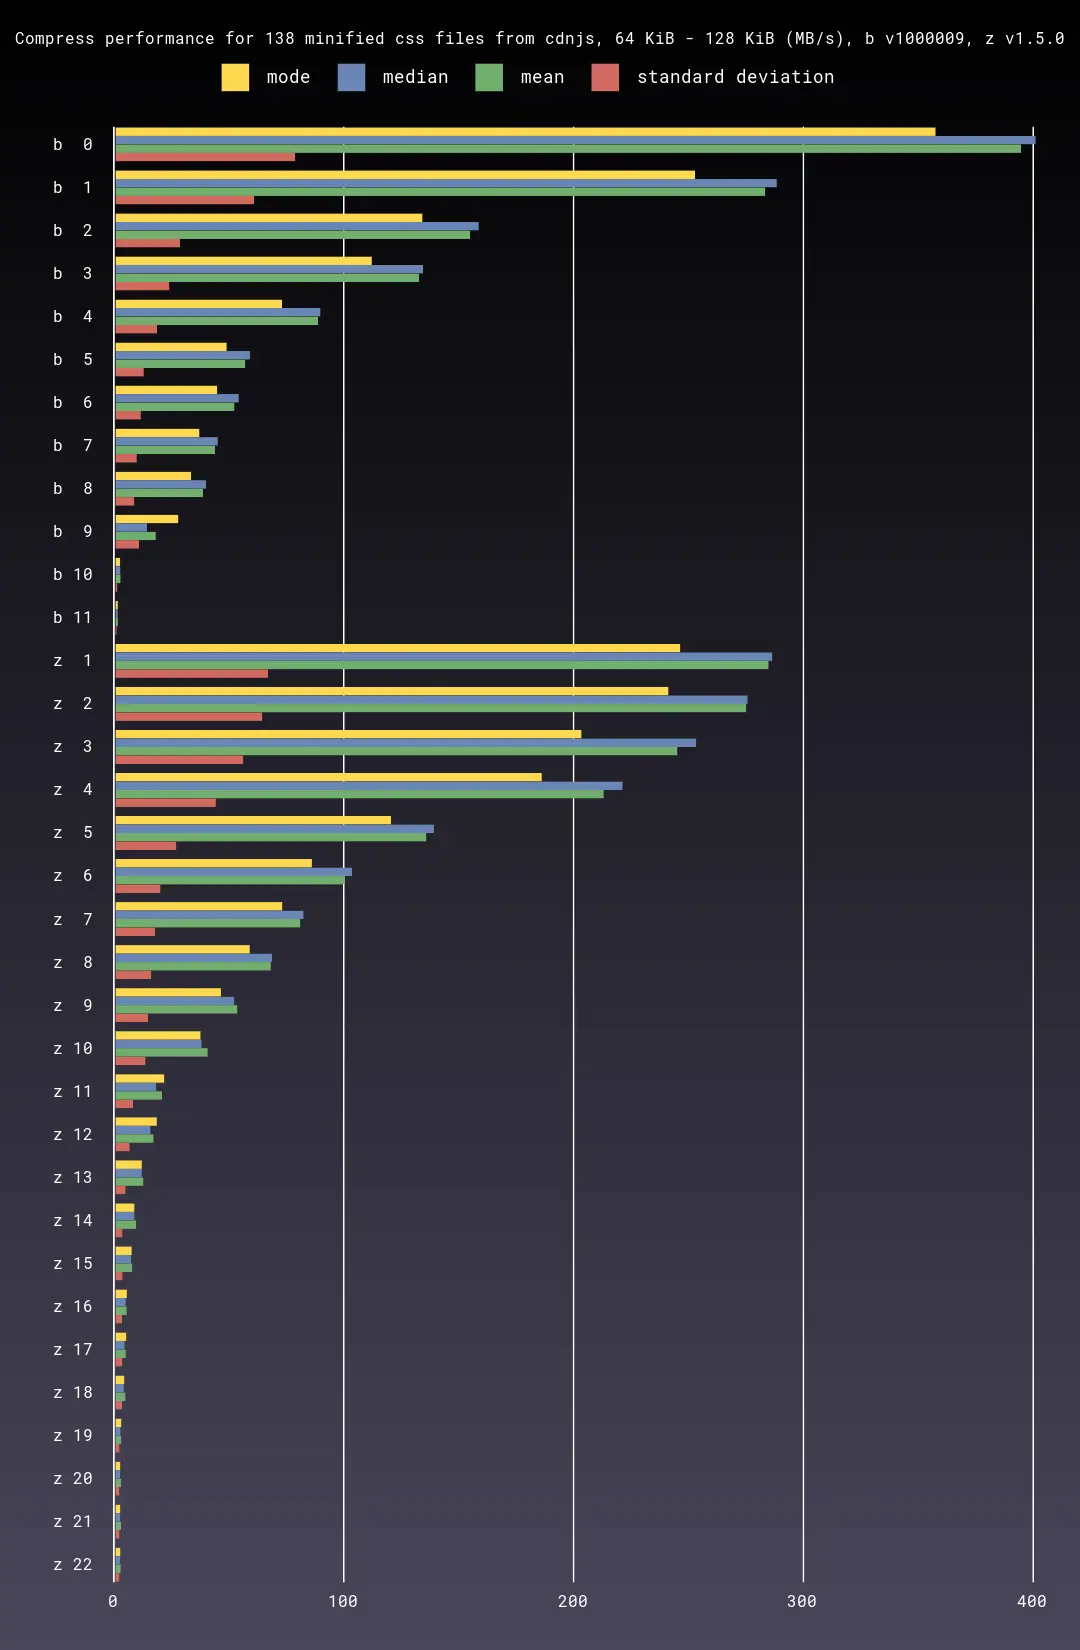 Compress performance for 138 minified css files from cdnjs, 64 KiB - 128 KiB (MB/s), b v1000009, z v1.5.0
mode median mean standard deviation
b 0
b 1
b 2
b 3
b 4
b 5
b 6
b 7
b 8
b 9
b 10
b 11
z 1
z 2
z 3
z 4
z 5
z 6
z 7
z 8
z 9
z 10
z 11
z 12
z 13
z 14
z 15
z 16
z 17
z 18
z 19
z 20
z 21
z 22
0 100 200 300 400